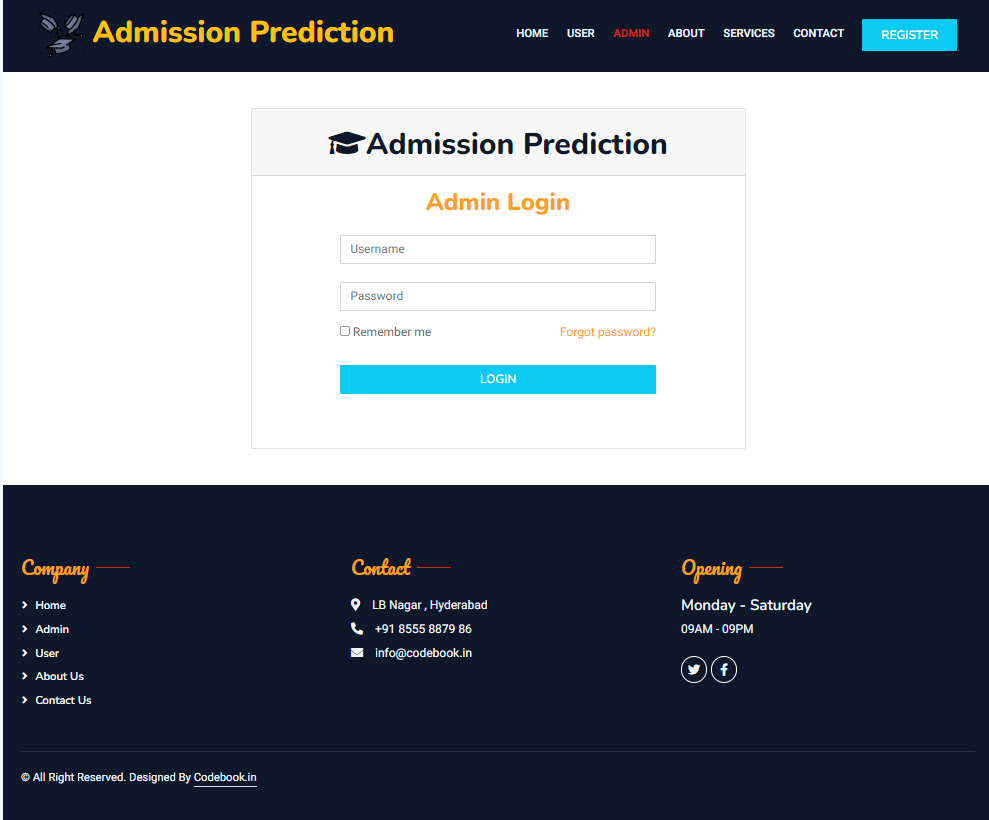 Admission Prediction
HOME USER ADMIN ABOUT SERVICES CONTACT REGISTER
Admission Prediction
Admin Login
Username
Password
Remember me Forgot password?
LOGIN
Company
Home
Admin
User
About Us
Contact Us
Contact
LB Nagar , Hyderabad
+91 8555 8879 86
info@codebook.in
Opening
Monday - Saturday
09AM - 09PM
© All Right Reserved. Designed By Codebook.in